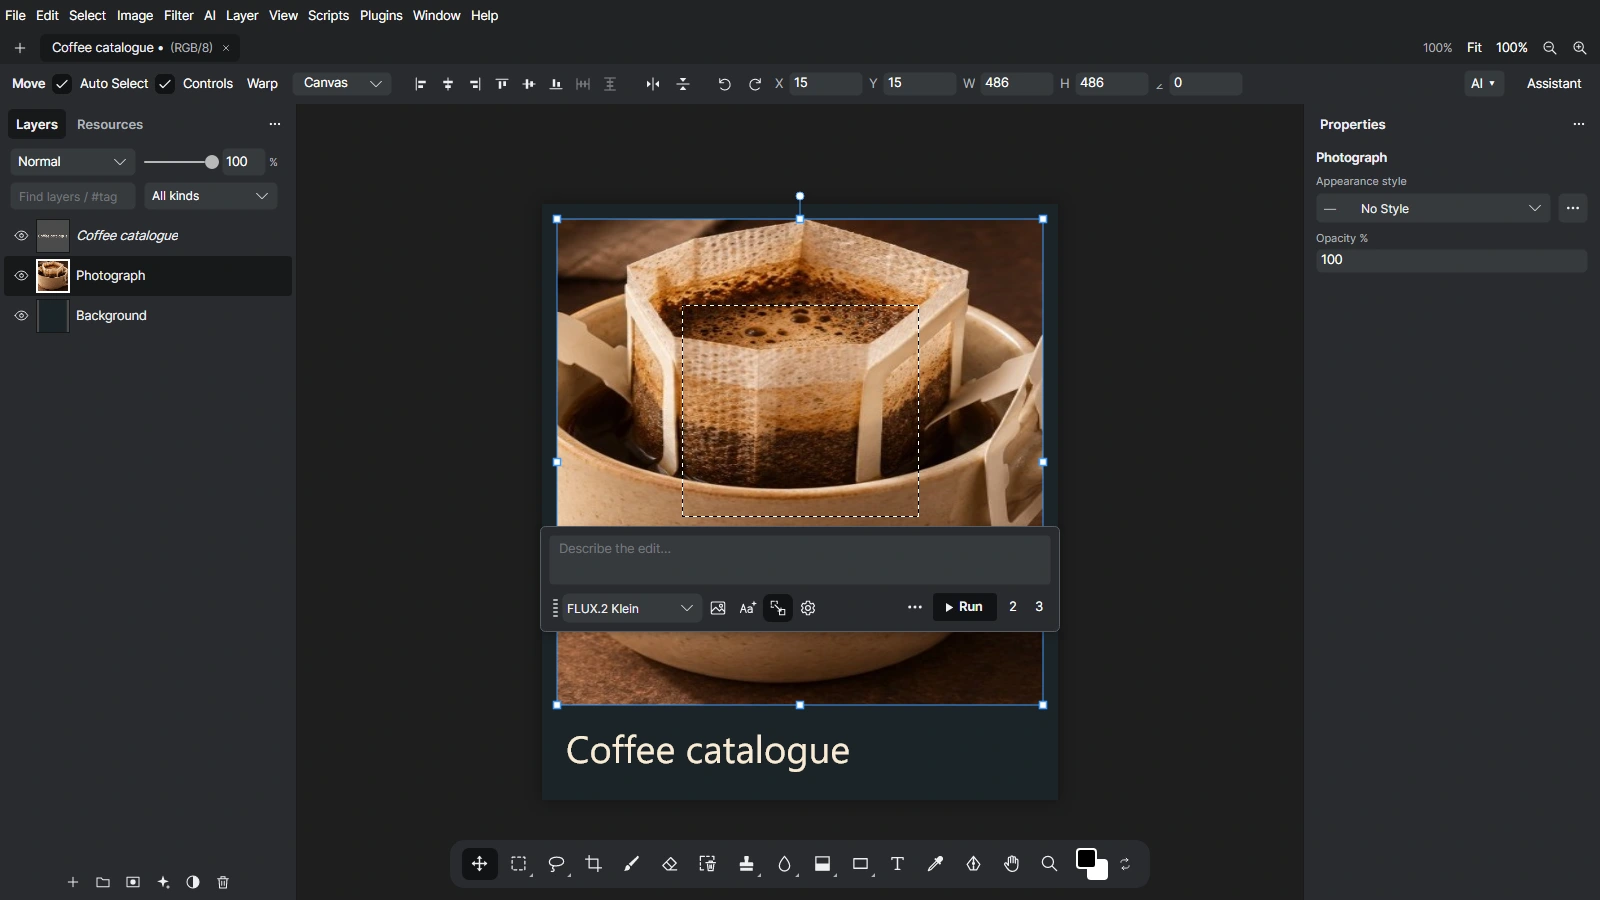 File Edit Select Image Filter AI Layer View Scripts Plugins Window Help
Coffee catalogue • (RGB/8) ×
100% Fit 100%
Move Auto Select Controls Warp Canvas X 15 Y 15 W 486 H 486 0 AI Assistant
Layers Resources
Normal 100 %
Find layers / #tag All kinds
Coffee catalogue
Photograph
Background
Properties
Photograph
Appearance style
No Style
Opacity %
100
Describe the edit...
FLUX.2 Klein Aa Run 2 3
Coffee catalogue
T